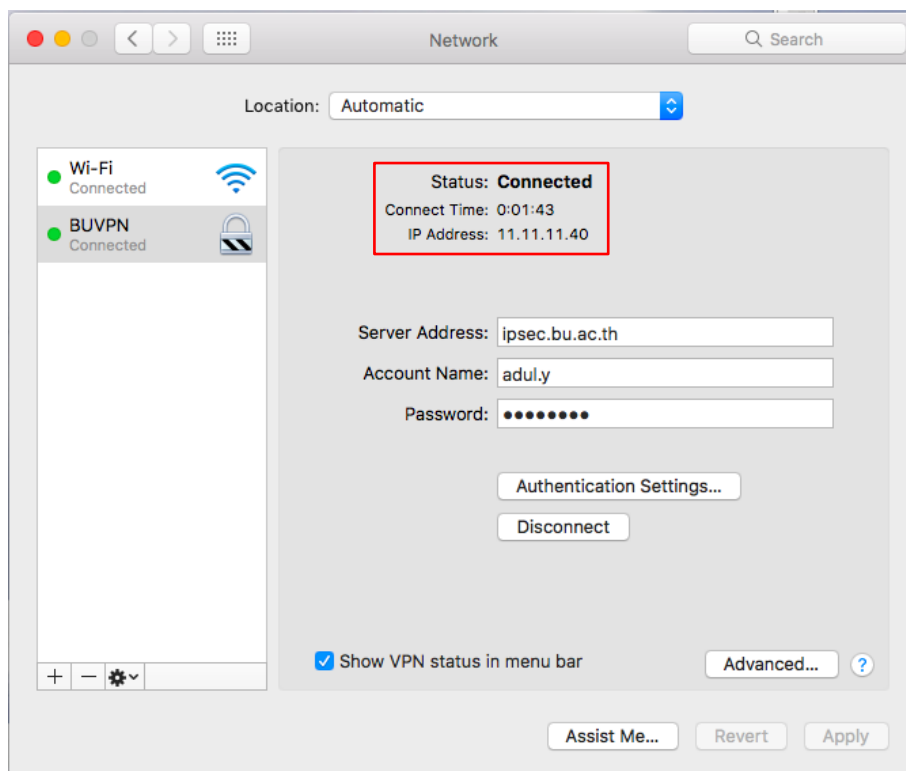 Network
Search
Location: Automatic
Wi-Fi
Connected
BUVPN
Connected
Status: Connected
Connect Time: 0:01:43
IP Address: 11.11.11.40
Server Address: ipsec.bu.ac.th
Account Name: adul.y
Password: ••••••••
Authentication Settings...
Disconnect
Show VPN status in menu bar
Advanced... ?
Assist Me... Revert Apply